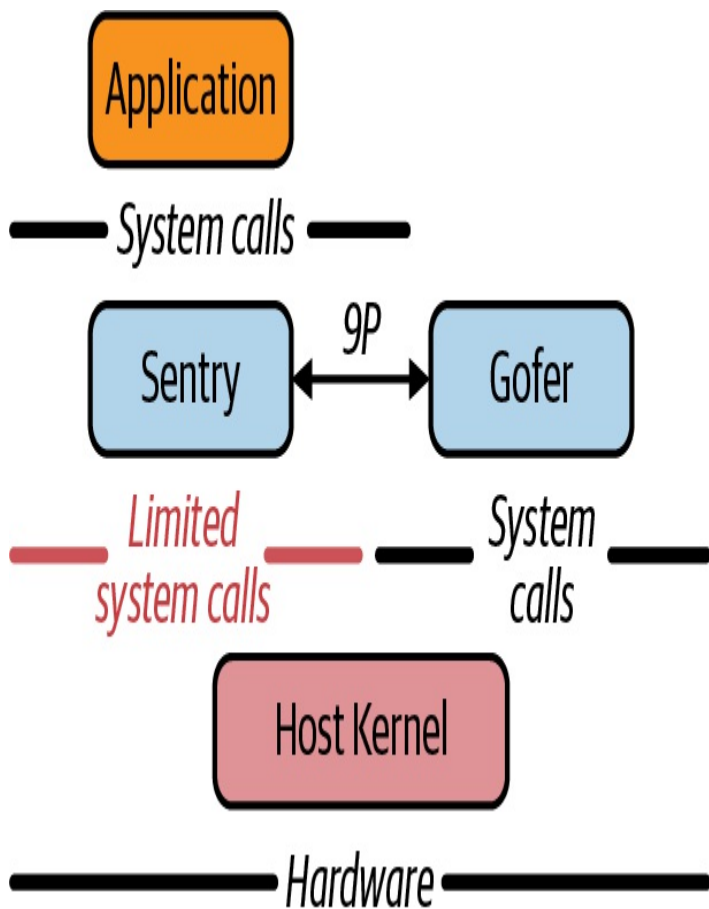 Application
System calls
9P
Sentry
Gofer
Limited
system calls
System
calls
Host Kernel
Hardware